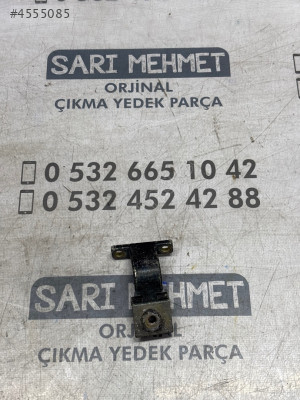 #4555085
SARI MEHMET
ORJİNAL
ÇIKMA YEDEK PARÇA
0 532 665 10 42
0 532 452 42 88
SARI MEHMET
ORJİNAL
ÇIKMA YEDEK PARÇA